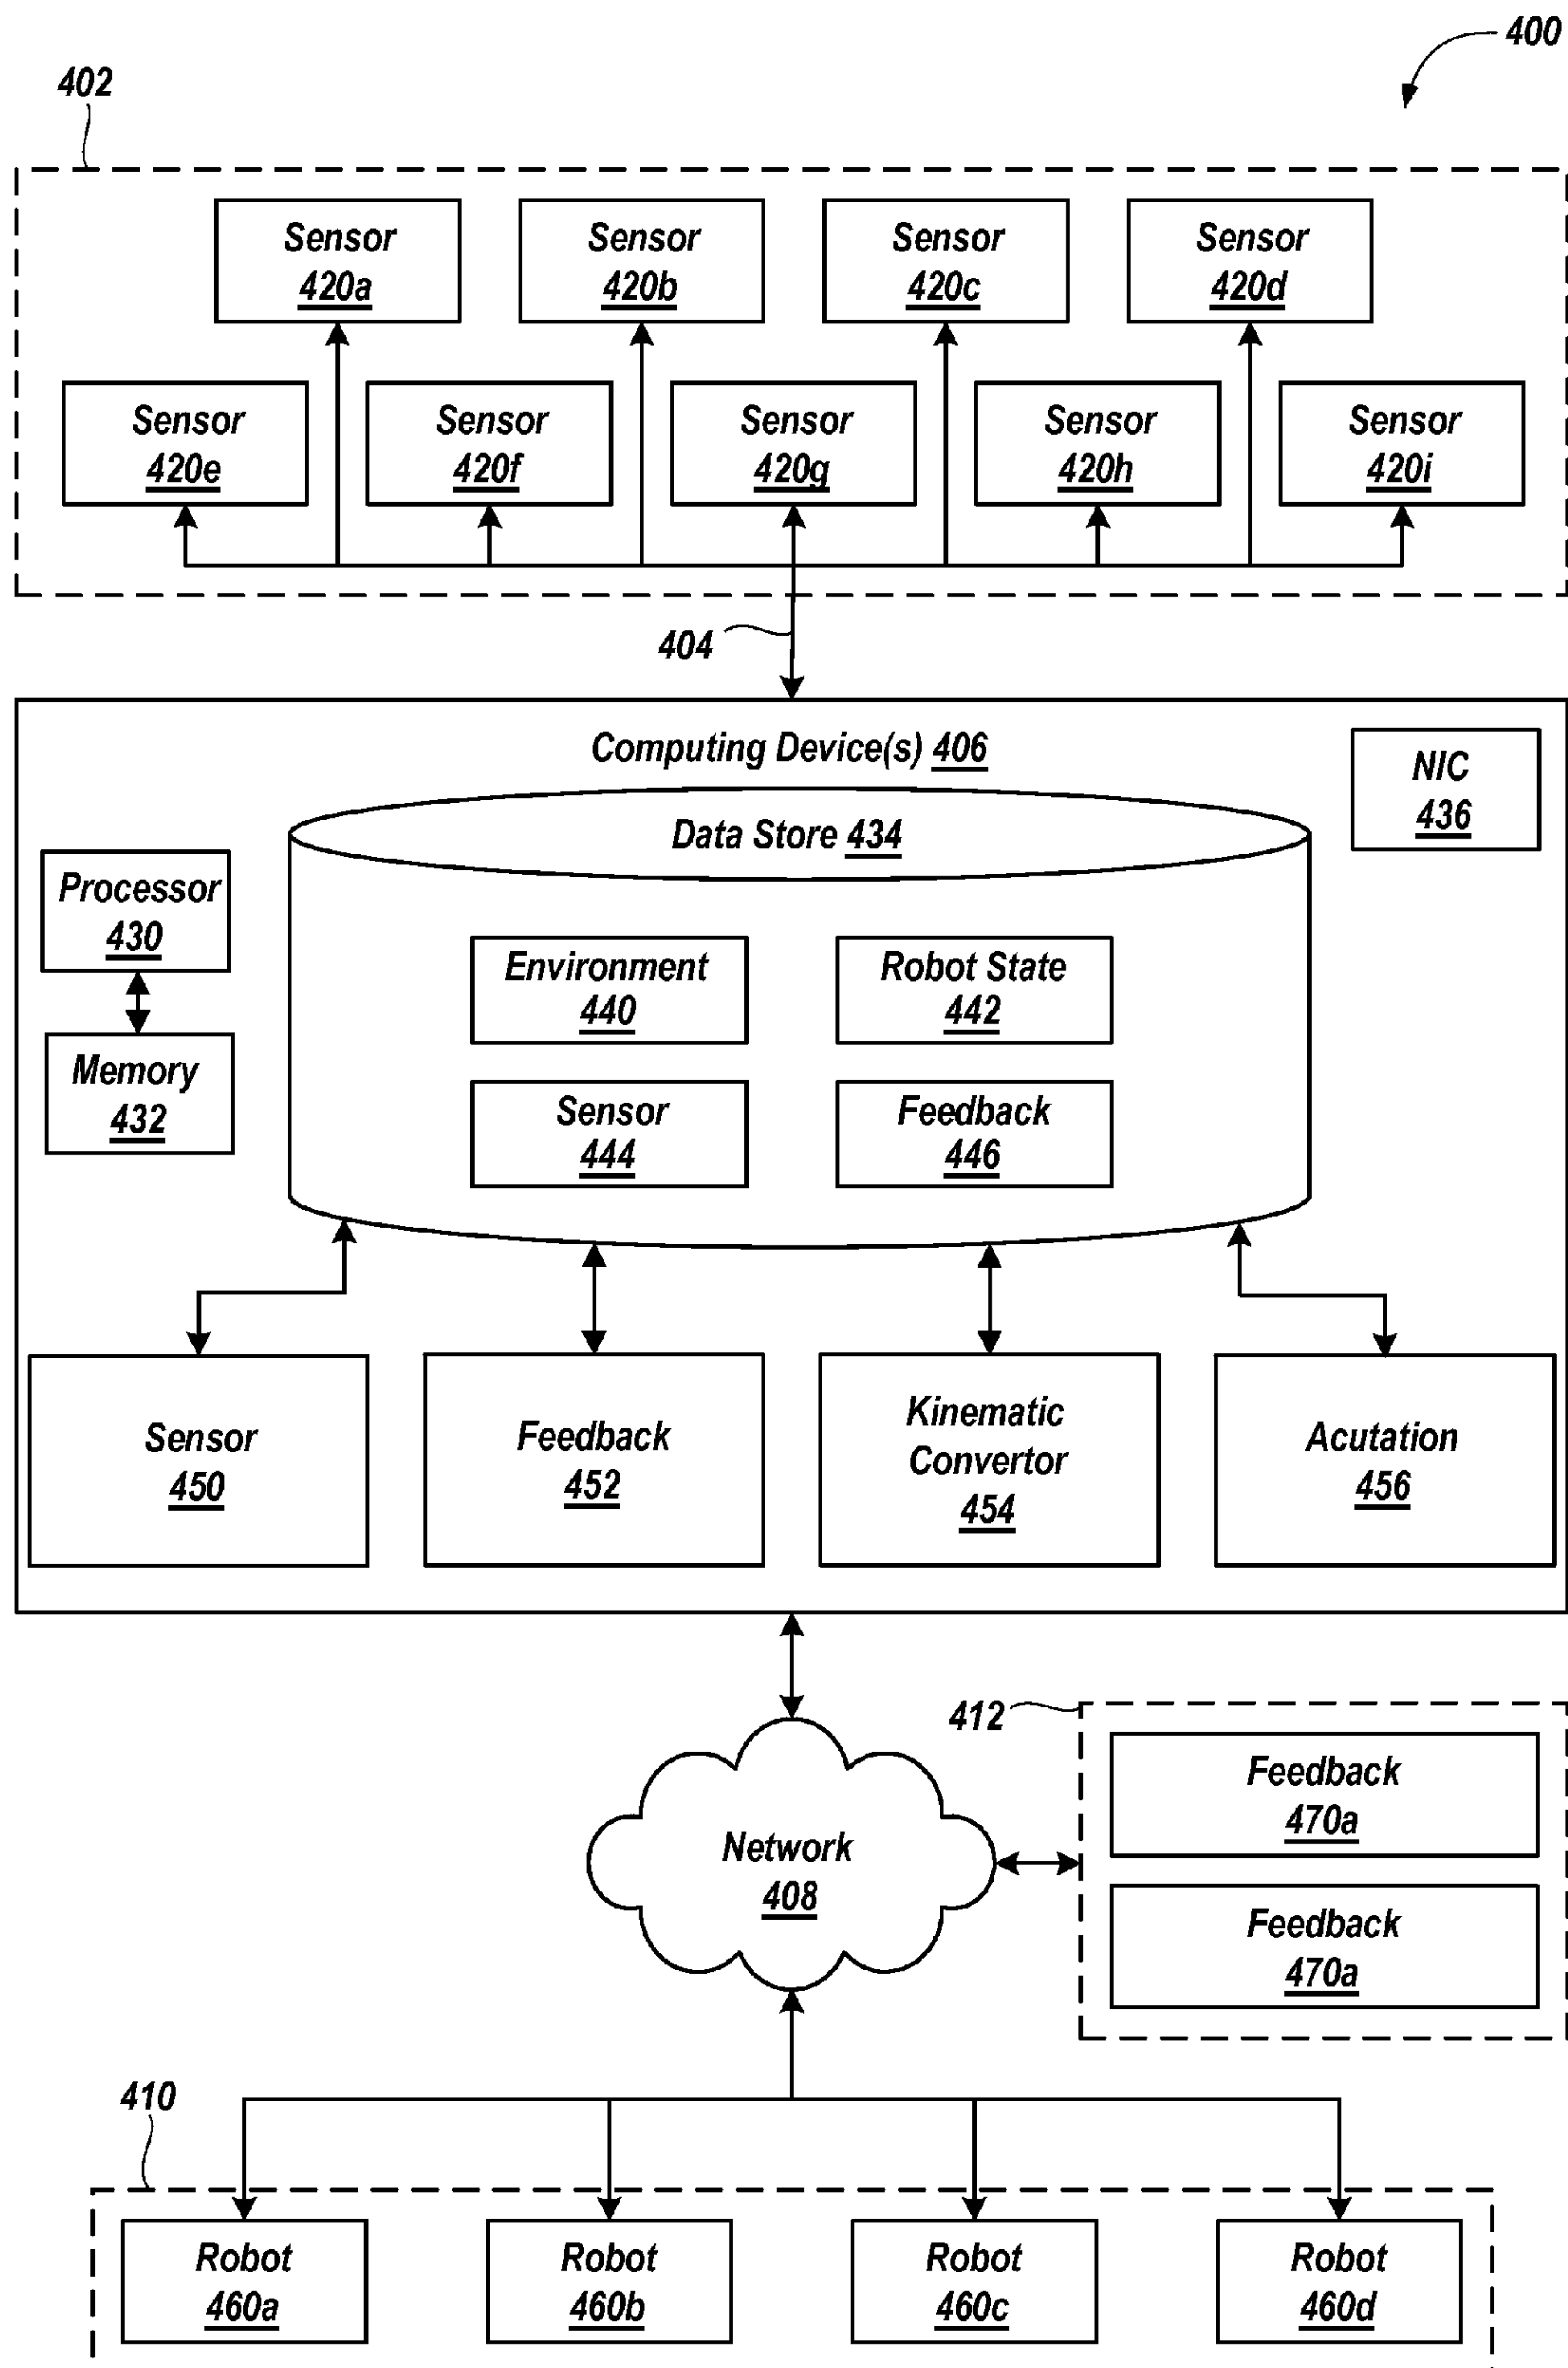 400
402
Sensor
420a
Sensor
420b
Sensor
420c
Sensor
420d
Sensor
420e
Sensor
420f
Sensor
420g
Sensor
420h
Sensor
420i
404
Computing Device(s) 406
NIC
436
Data Store 434
Processor
430
Memory
432
Environment
440
Robot State
442
Sensor
444
Feedback
446
Sensor
450
Feedback
452
Kinematic
Convertor
454
Acutation
456
412
Feedback
470a
Feedback
470a
Network
408
410
Robot
460a
Robot
460b
Robot
460c
Robot
460d